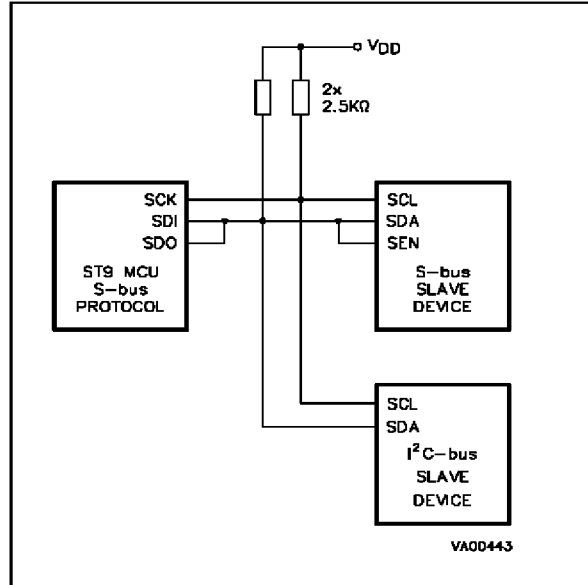 VDD
2x
2.5KΩ
SCK
SDI
SDO
ST9 MCU
S-bus
PROTOCOL
SCL
SDA
SEN
S-bus
SLAVE
DEVICE
SCL
SDA
I²C-bus
SLAVE
DEVICE
VA00443